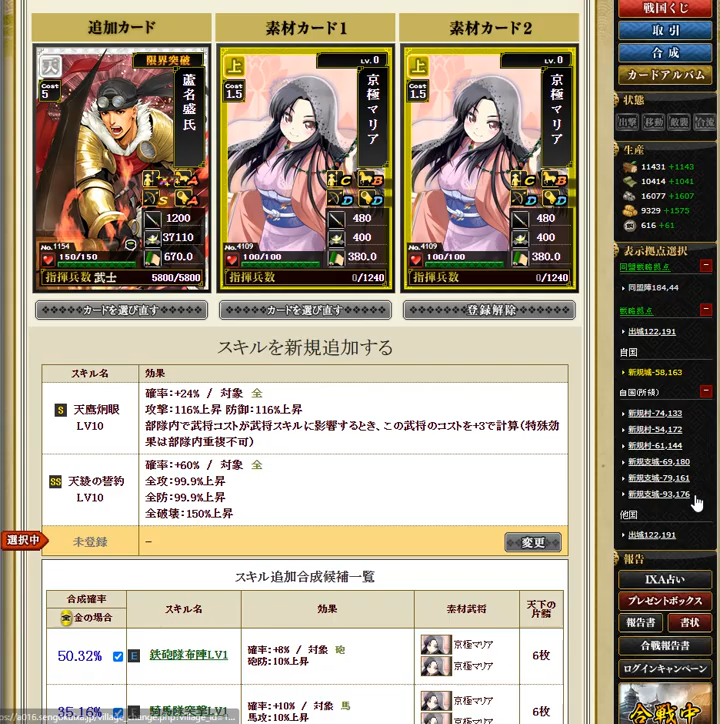 追加カード
素材カード1
素材カード2
天
限界突破
Cost
5
蘆名盛氏
A
S
A
1200
37110
No.1154
150/150
670.0
指揮兵数 武士
5800/5800
上
LV. 0
Cost
1.5
京極マリア
C
B
D
D
480
400
No.4109
100/100
380.0
指揮兵数
0/1240
上
LV. 0
Cost
1.5
京極マリア
C
B
D
D
480
400
No.4109
100/100
380.0
指揮兵数
0/1240
カードを選び直す
カードを選び直す
登録解除
スキルを新規追加する
スキル名
効果
S 天鷹炯眼
LV10
確率:+24% / 対象 全
攻撃:116%上昇 防御:116%上昇
部隊内で武将コストが武将スキルに影響するとき、この武将のコストを+3で計算(特殊効
果は部隊内重複不可)
SS 天綾の誓約
LV10
確率:+60% / 対象 全
全攻:99.9%上昇
全防:99.9%上昇
全破壊:150%上昇
選択中
未登録
-
変更
スキル追加合成候補一覧
合成確率
金の場合
スキル名
効果
素材武将
天下の
片鱗
50.32%
E 鉄砲隊布陣LV1
確率:+8% / 対象 砲
砲防:10%上昇
京極マリア
京極マリア
6枚
35.16%
騎馬隊突撃LV1
確率:+10% / 対象 馬
馬攻:10%上昇
京極マリア
京極マリア
6枚
戦国くじ
取引
合成
カードアルバム
状態
出撃
移動
敵襲
合流
生産
11431 +1143
10414 +1041
16077 +1607
9329 +1575
616 +61
表示拠点選択
同盟戦略拠点
同盟陣184,44
戦略拠点
出城122,191
自国
新規城-58,163
自国(所領)
新規村-74,133
新規村-54,172
新規村-61,144
新規支城-69,180
新規支城-79,161
新規支城-93,176
他国
出城122,191
報告
IXA占い
プレゼントボックス
報告書
書状
合戦報告書
ログインキャンペーン
合戦中